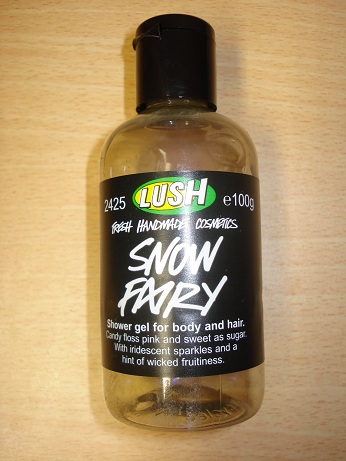 2425 LUSH e100g
FRESH HANDMADE COSMETICS
SNOW
FAIRY
Shower gel for body and hair.
Candy floss pink and sweet as sugar.
With iridescent sparkles and a
hint of wicked fruitiness.